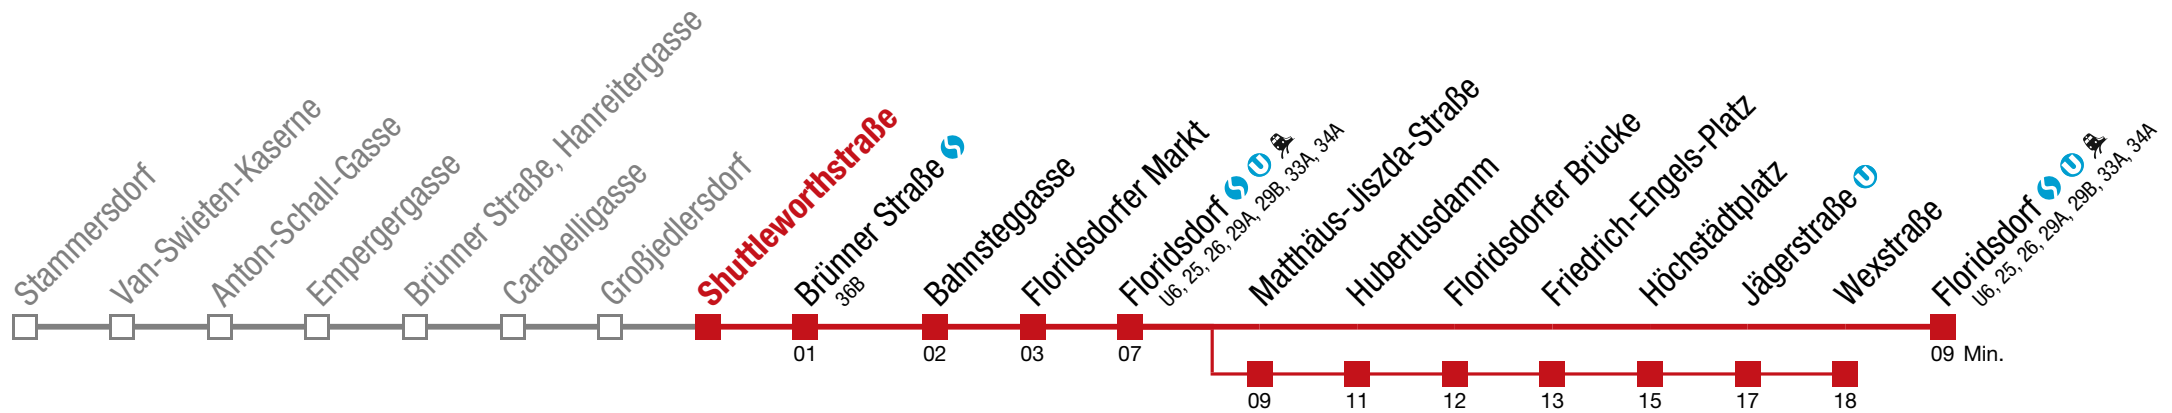 Stammersdorf
Van-Swieten-Kaserne
Anton-Schall-Gasse
Empergergasse
Brünner Straße, Hanreitergasse
Carabelligasse
Großjedlersdorf
Shuttleworthstraße
Brünner Straße
36B
Bahnsteggasse
Floridsdorfer Markt
Floridsdorf U
U6, 25, 26, 29A, 29B, 33A, 34A
Matthäus-Jiszda-Straße
Hubertusdamm
Floridsdorfer Brücke
Friedrich-Engels-Platz
Höchstädtplatz
Jägerstraße U
Wexstraße
Floridsdorf U
U6, 25, 26, 29A, 29B, 33A, 34A
01 02 03 07 09 Min.
09 11 12 13 15 17 18